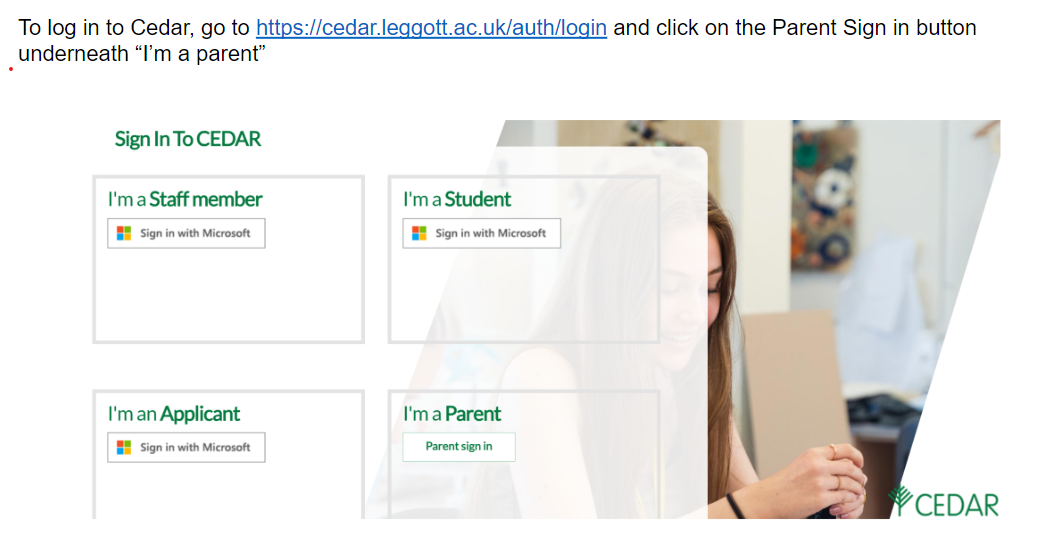 To log in to Cedar, go to https://cedar.leggott.ac.uk/auth/login and click on the Parent Sign in button
underneath “I’m a parent”
Sign In To CEDAR
I'm a Staff member
Sign in with Microsoft
I'm a Student
Sign in with Microsoft
I'm an Applicant
Sign in with Microsoft
I'm a Parent
Parent sign in
CEDAR